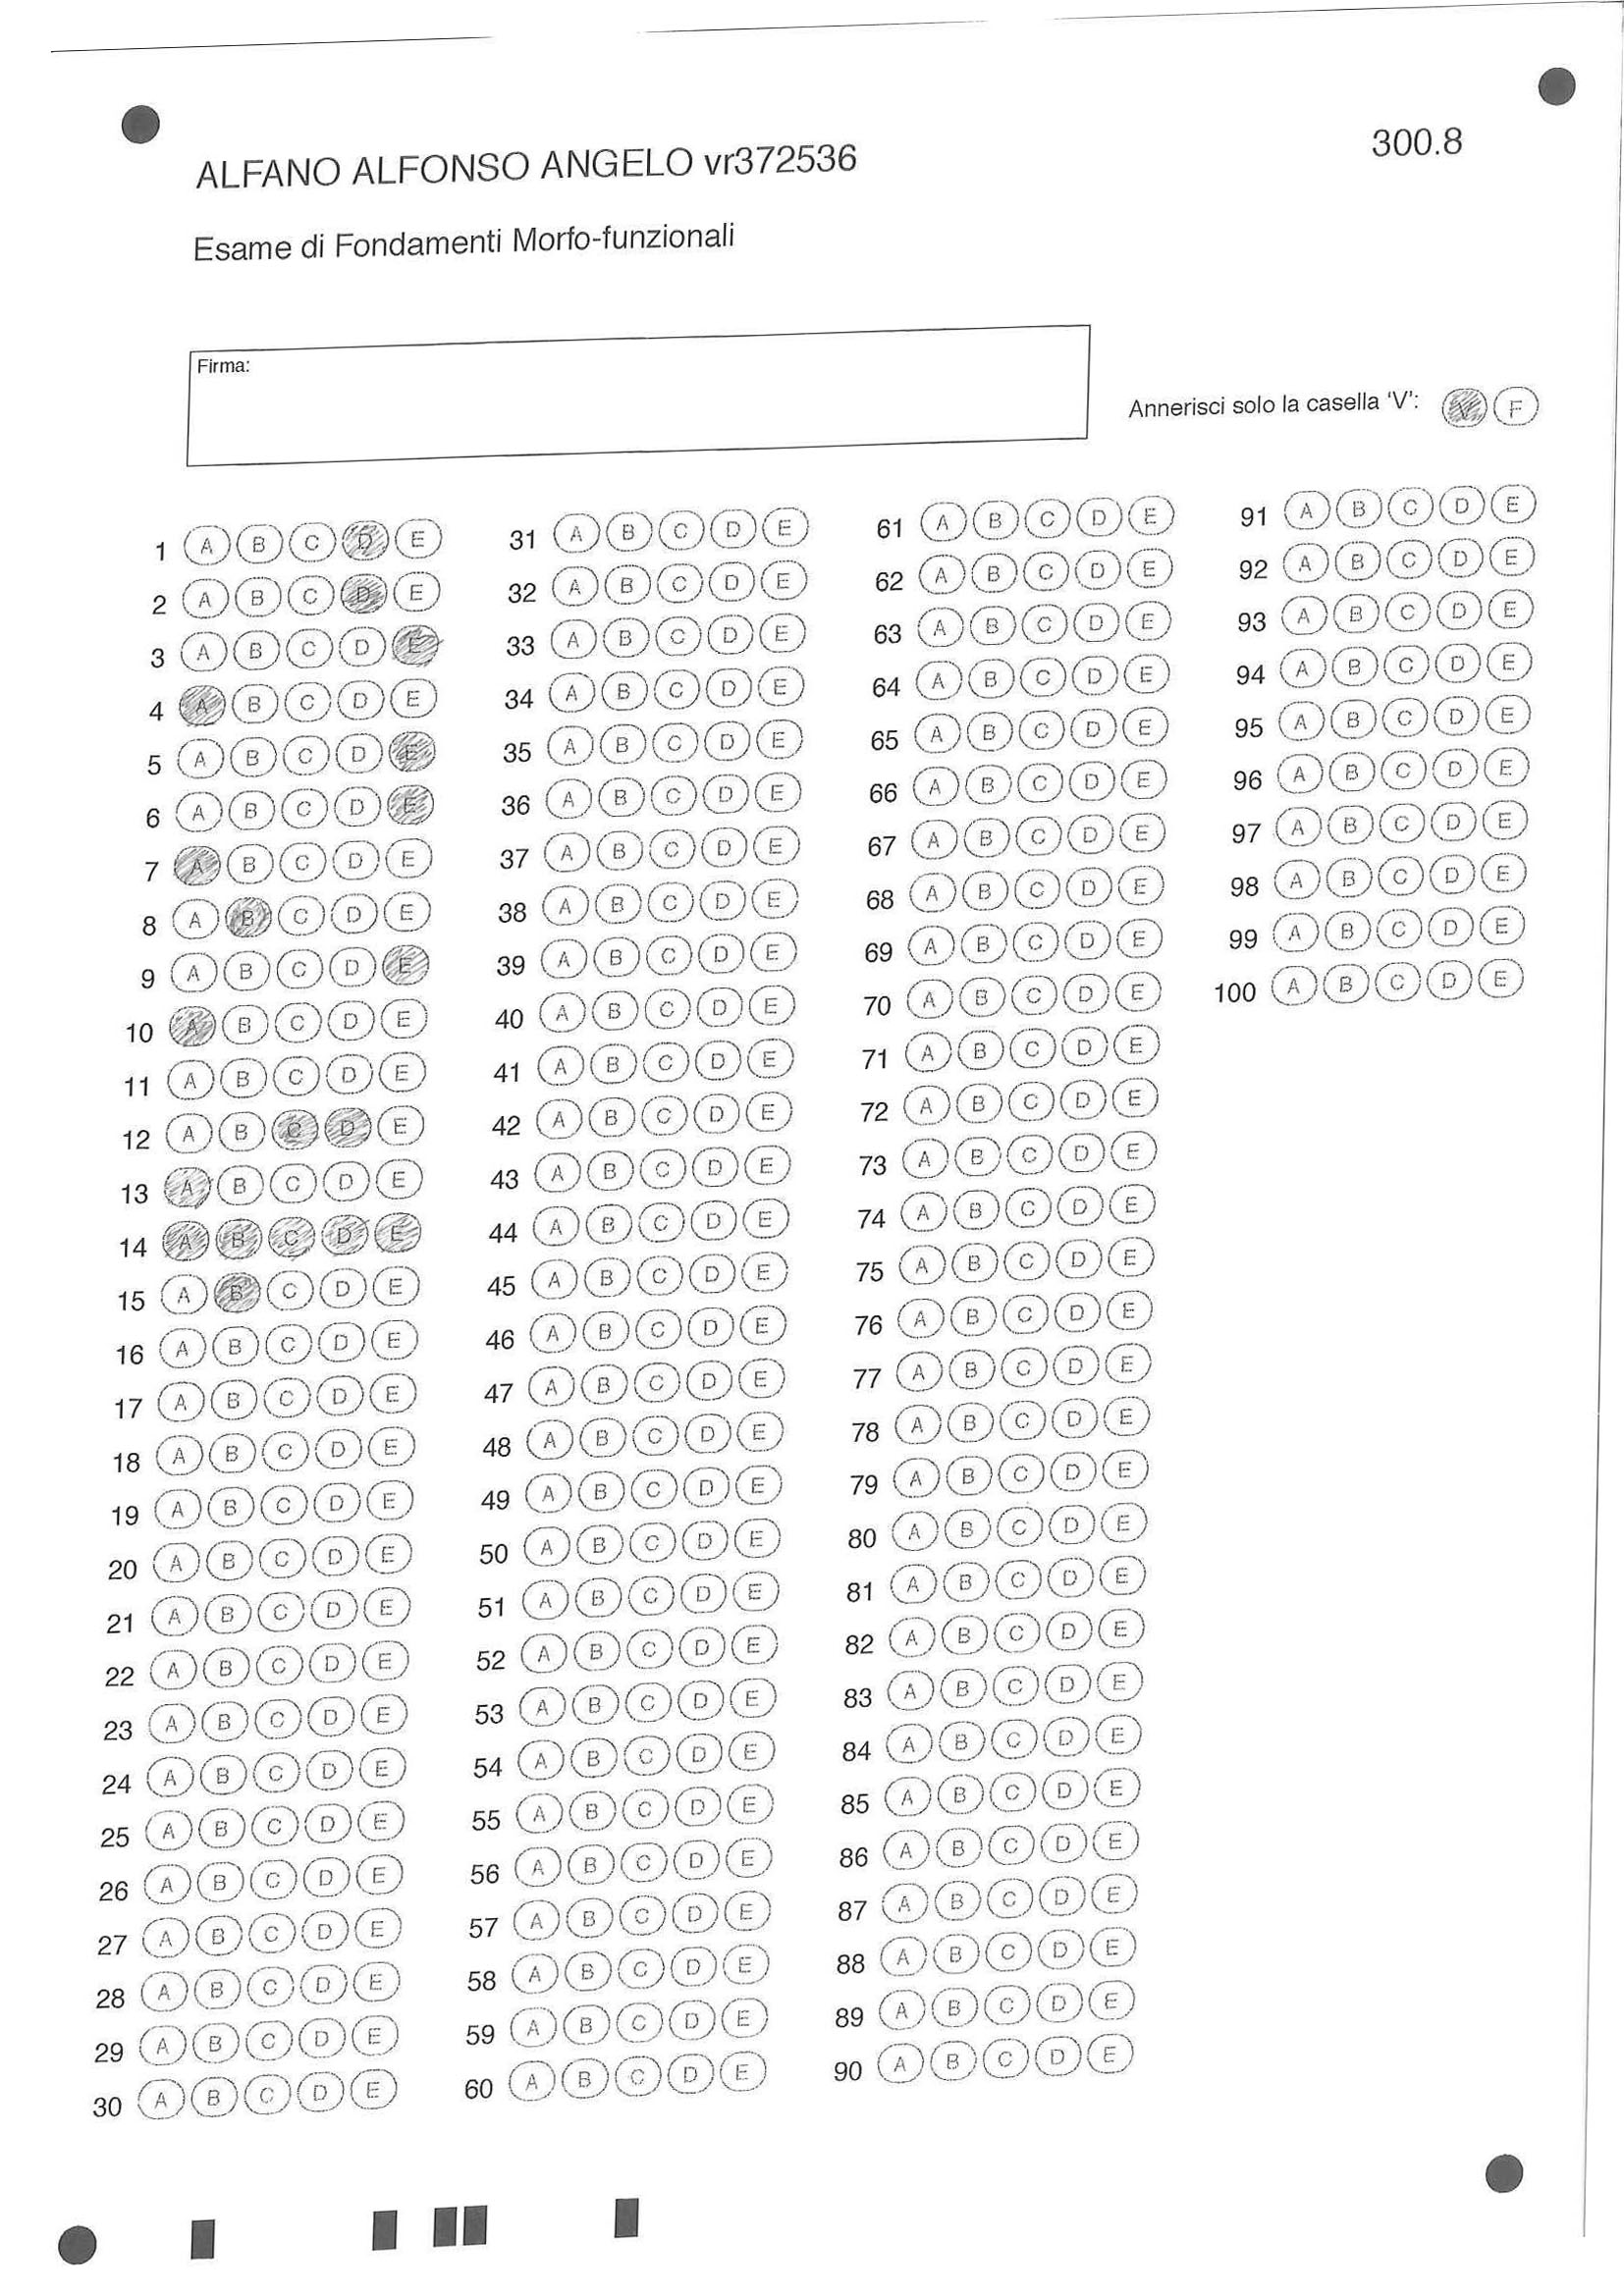 300.8
ALFANO ALFONSO ANGELO vr372536
Esame di Fondamenti Morfo-funzionali
Firma:
Annerisci solo la casella ‘V’: V F
1 A B C D E
2 A B C D E
3 A B C D E
4 A B C D E
5 A B C D E
6 A B C D E
7 A B C D E
8 A B C D E
9 A B C D E
10 A B C D E
11 A B C D E
12 A B C D E
13 A B C D E
14 A B C D E
15 A B C D E
16 A B C D E
17 A B C D E
18 A B C D E
19 A B C D E
20 A B C D E
21 A B C D E
22 A B C D E
23 A B C D E
24 A B C D E
25 A B C D E
26 A B C D E
27 A B C D E
28 A B C D E
29 A B C D E
30 A B C D E
31 A B C D E
32 A B C D E
33 A B C D E
34 A B C D E
35 A B C D E
36 A B C D E
37 A B C D E
38 A B C D E
39 A B C D E
40 A B C D E
41 A B C D E
42 A B C D E
43 A B C D E
44 A B C D E
45 A B C D E
46 A B C D E
47 A B C D E
48 A B C D E
49 A B C D E
50 A B C D E
51 A B C D E
52 A B C D E
53 A B C D E
54 A B C D E
55 A B C D E
56 A B C D E
57 A B C D E
58 A B C D E
59 A B C D E
60 A B C D E
61 A B C D E
62 A B C D E
63 A B C D E
64 A B C D E
65 A B C D E
66 A B C D E
67 A B C D E
68 A B C D E
69 A B C D E
70 A B C D E
71 A B C D E
72 A B C D E
73 A B C D E
74 A B C D E
75 A B C D E
76 A B C D E
77 A B C D E
78 A B C D E
79 A B C D E
80 A B C D E
81 A B C D E
82 A B C D E
83 A B C D E
84 A B C D E
85 A B C D E
86 A B C D E
87 A B C D E
88 A B C D E
89 A B C D E
90 A B C D E
91 A B C D E
92 A B C D E
93 A B C D E
94 A B C D E
95 A B C D E
96 A B C D E
97 A B C D E
98 A B C D E
99 A B C D E
100 A B C D E